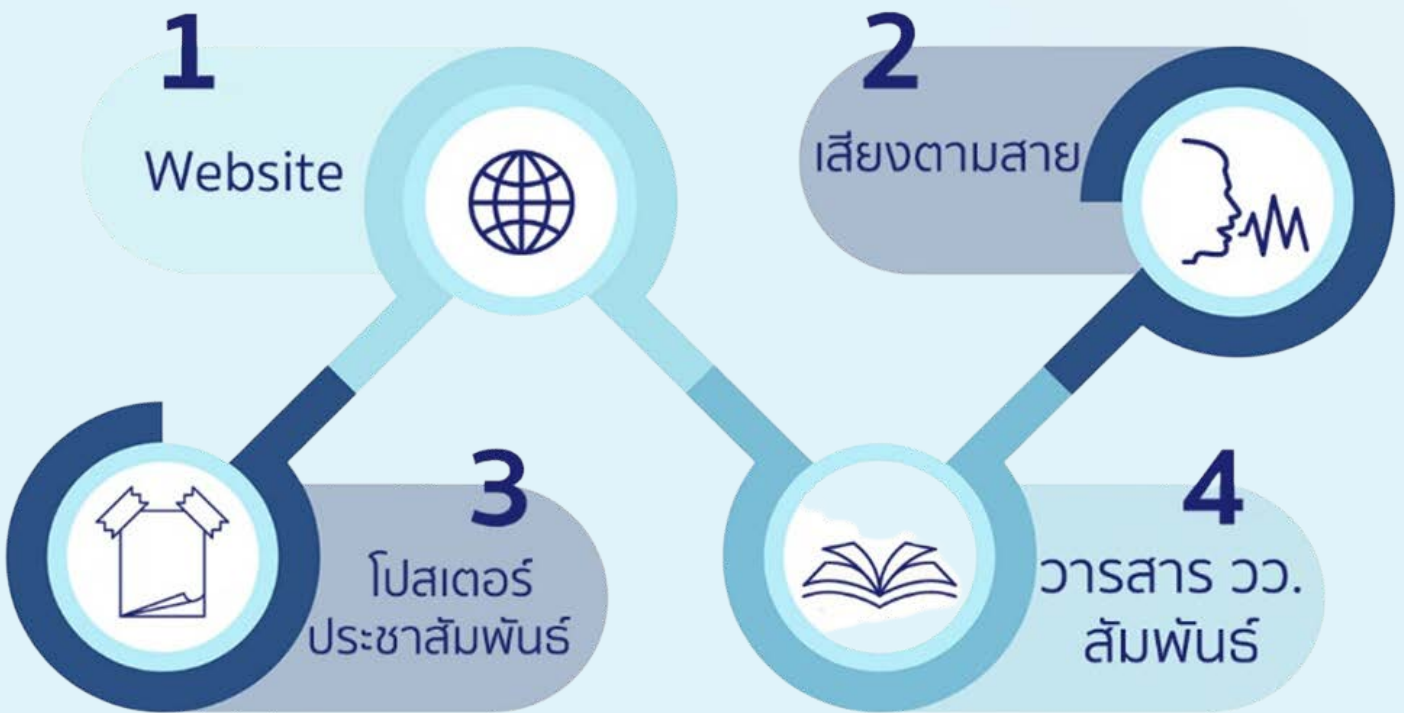 1
Website
2
เสียงตามสาย
3
โปสเตอร์
ประชาสัมพันธ์
4
วารสาร วว.
สัมพันธ์